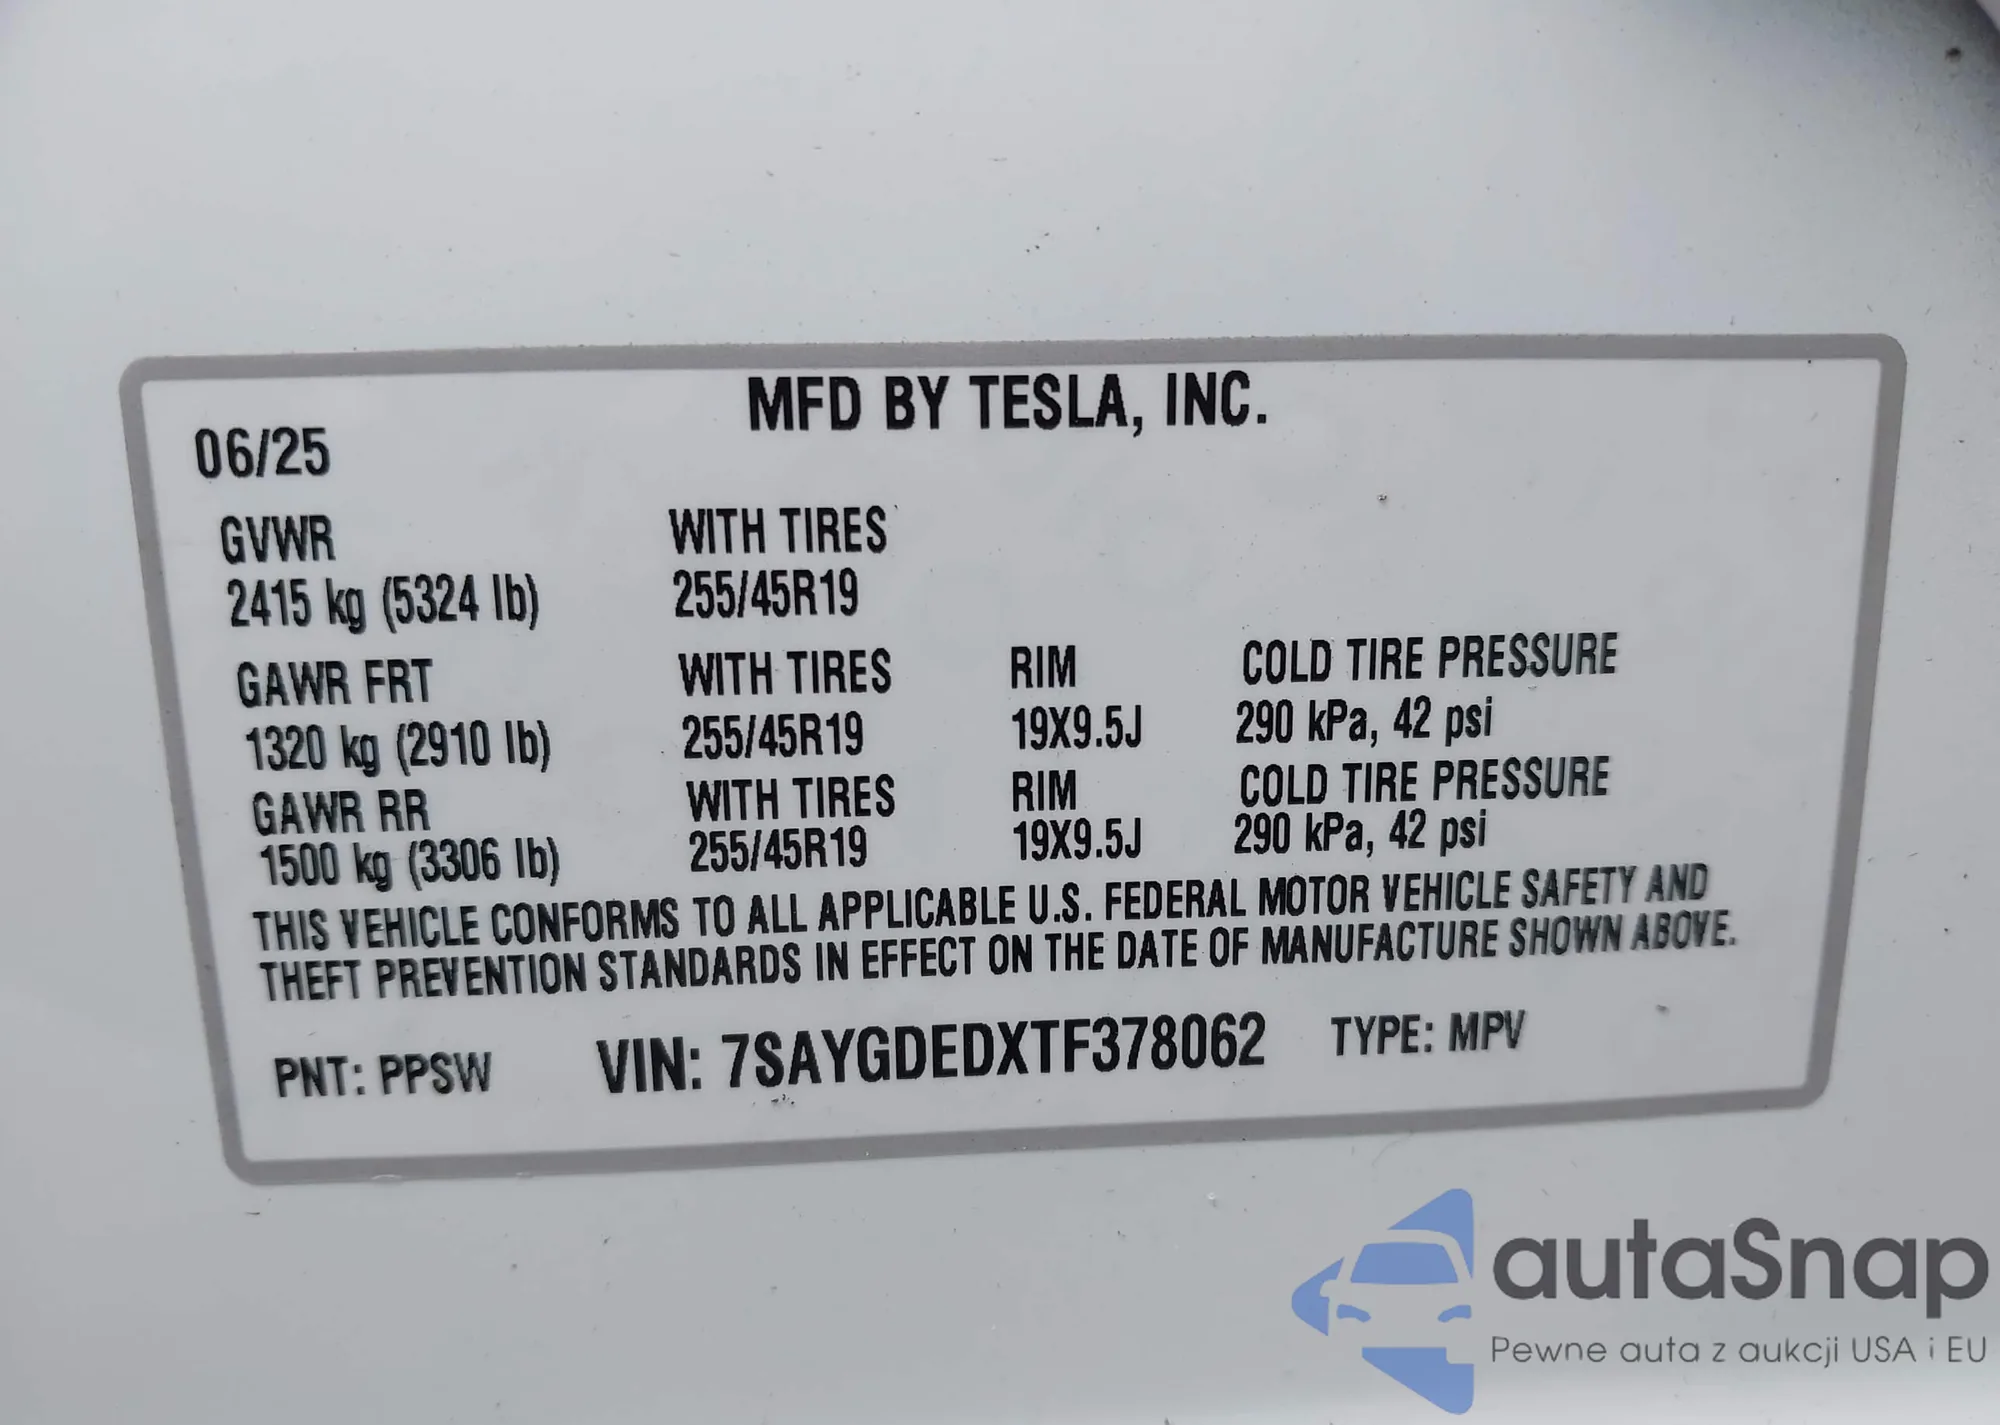 MFD BY TESLA, INC.
06/25
GVWR WITH TIRES
2415 kg (5324 lb) 255/45R19
GAWR FRT WITH TIRES RIM COLD TIRE PRESSURE
1320 kg (2910 lb) 255/45R19 19X9.5J 290 kPa, 42 psi
GAWR RR WITH TIRES RIM COLD TIRE PRESSURE
1500 kg (3306 lb) 255/45R19 19X9.5J 290 kPa, 42 psi
THIS VEHICLE CONFORMS TO ALL APPLICABLE U.S. FEDERAL MOTOR VEHICLE SAFETY AND
THEFT PREVENTION STANDARDS IN EFFECT ON THE DATE OF MANUFACTURE SHOWN ABOVE.
PNT: PPSW VIN: 7SAYGDEDXTF378062 TYPE: MPV
autaSnap
Pewne auta z aukcji USA i EU